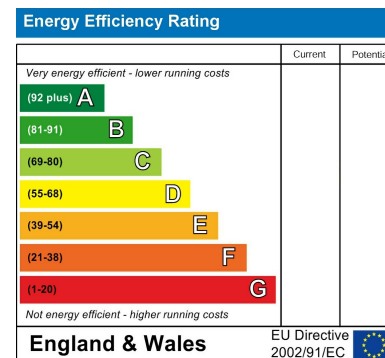 Energy Efficiency Rating
Current Potentia
Very energy efficient - lower running costs
(92 plus) A
(81-91) B
(69-80) C
(55-68) D
(39-54) E
(21-38) F
(1-20) G
Not energy efficient - higher running costs
England & Wales
EU Directive
2002/91/EC